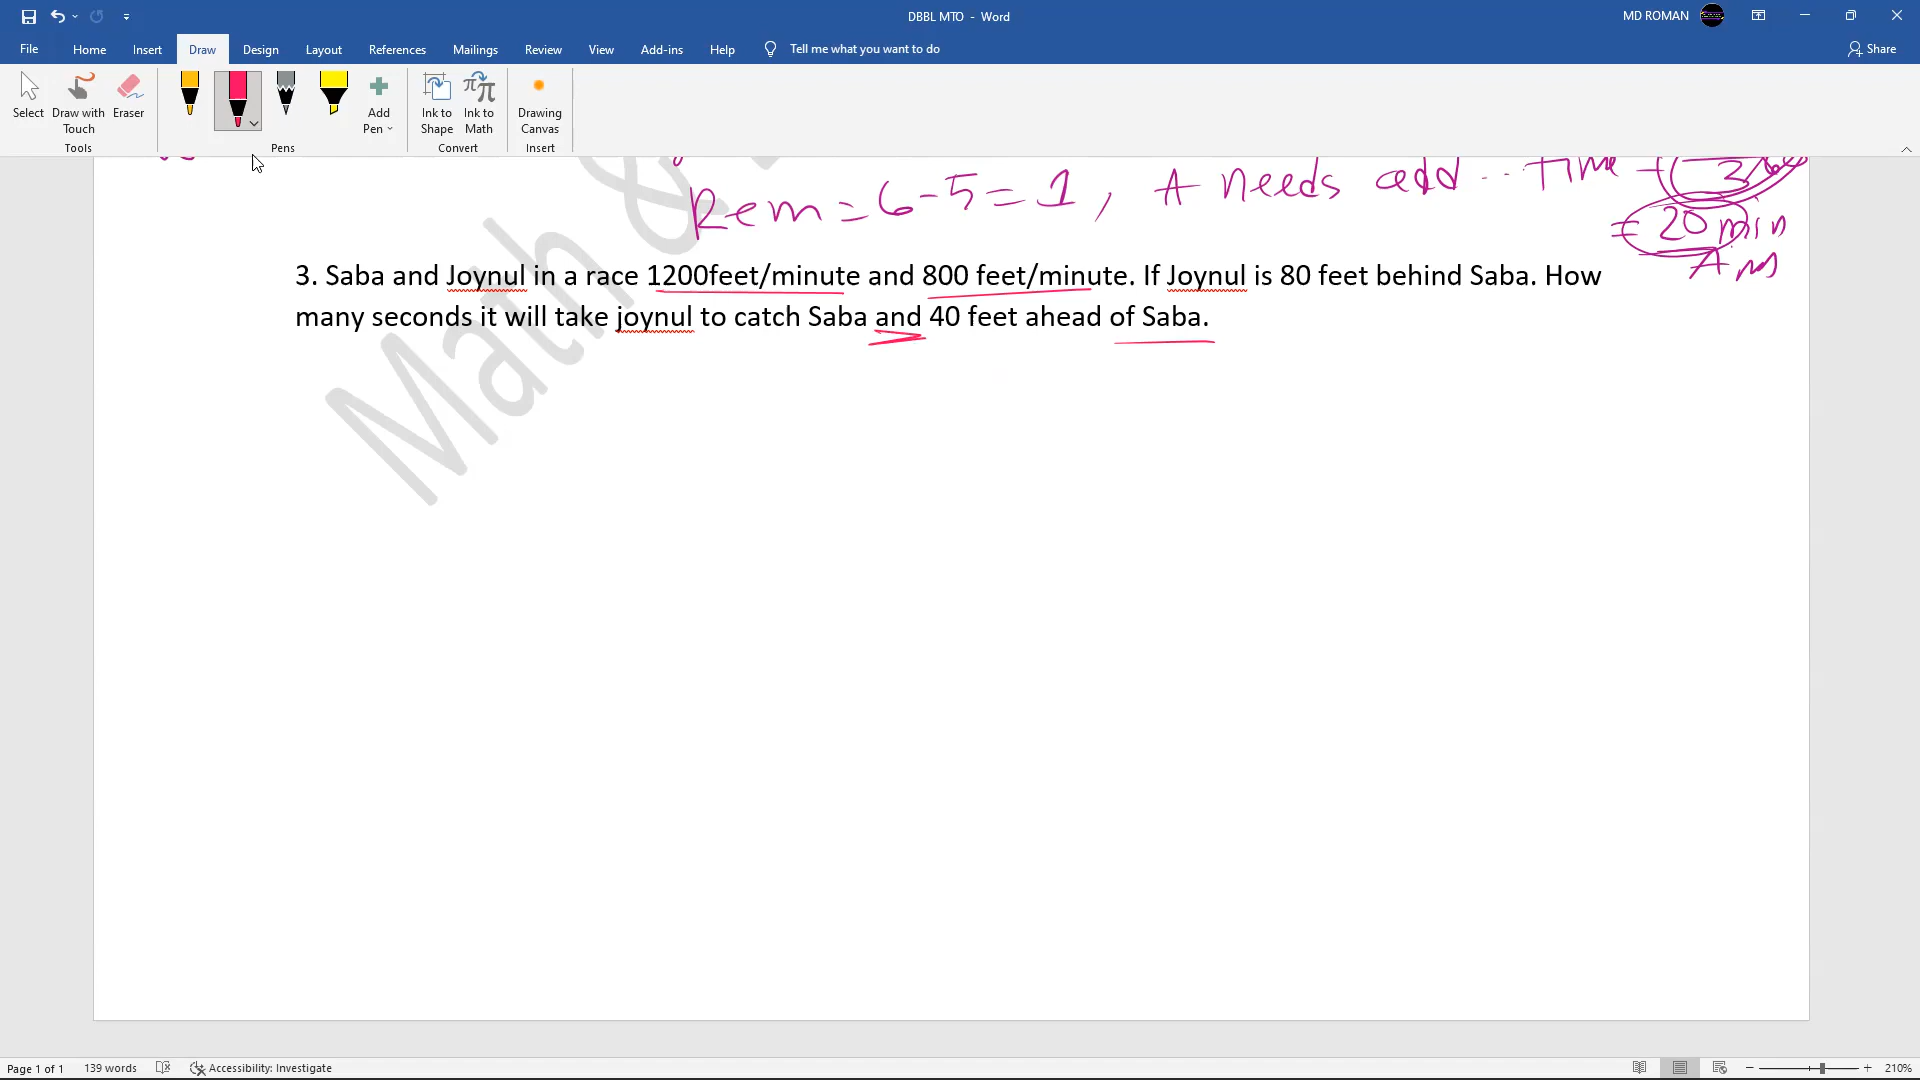 DBBL MTO - Word
MD ROMAN
File Home Insert Draw Design Layout References Mailings Review View Add-ins Help Tell me what you want to do Share
Select Draw with Touch Eraser Add Pen Ink to Shape Ink to Math Drawing Canvas
Tools Pens Convert Insert
Rem = 6 - 5 = 1, A needs add .. Time
= 20 min
Ans
3. Saba and Joynul in a race 1200feet/minute and 800 feet/minute. If Joynul is 80 feet behind Saba. How
many seconds it will take joynul to catch Saba and 40 feet ahead of Saba.
Math &
Page 1 of 1 139 words Accessibility: Investigate 210%